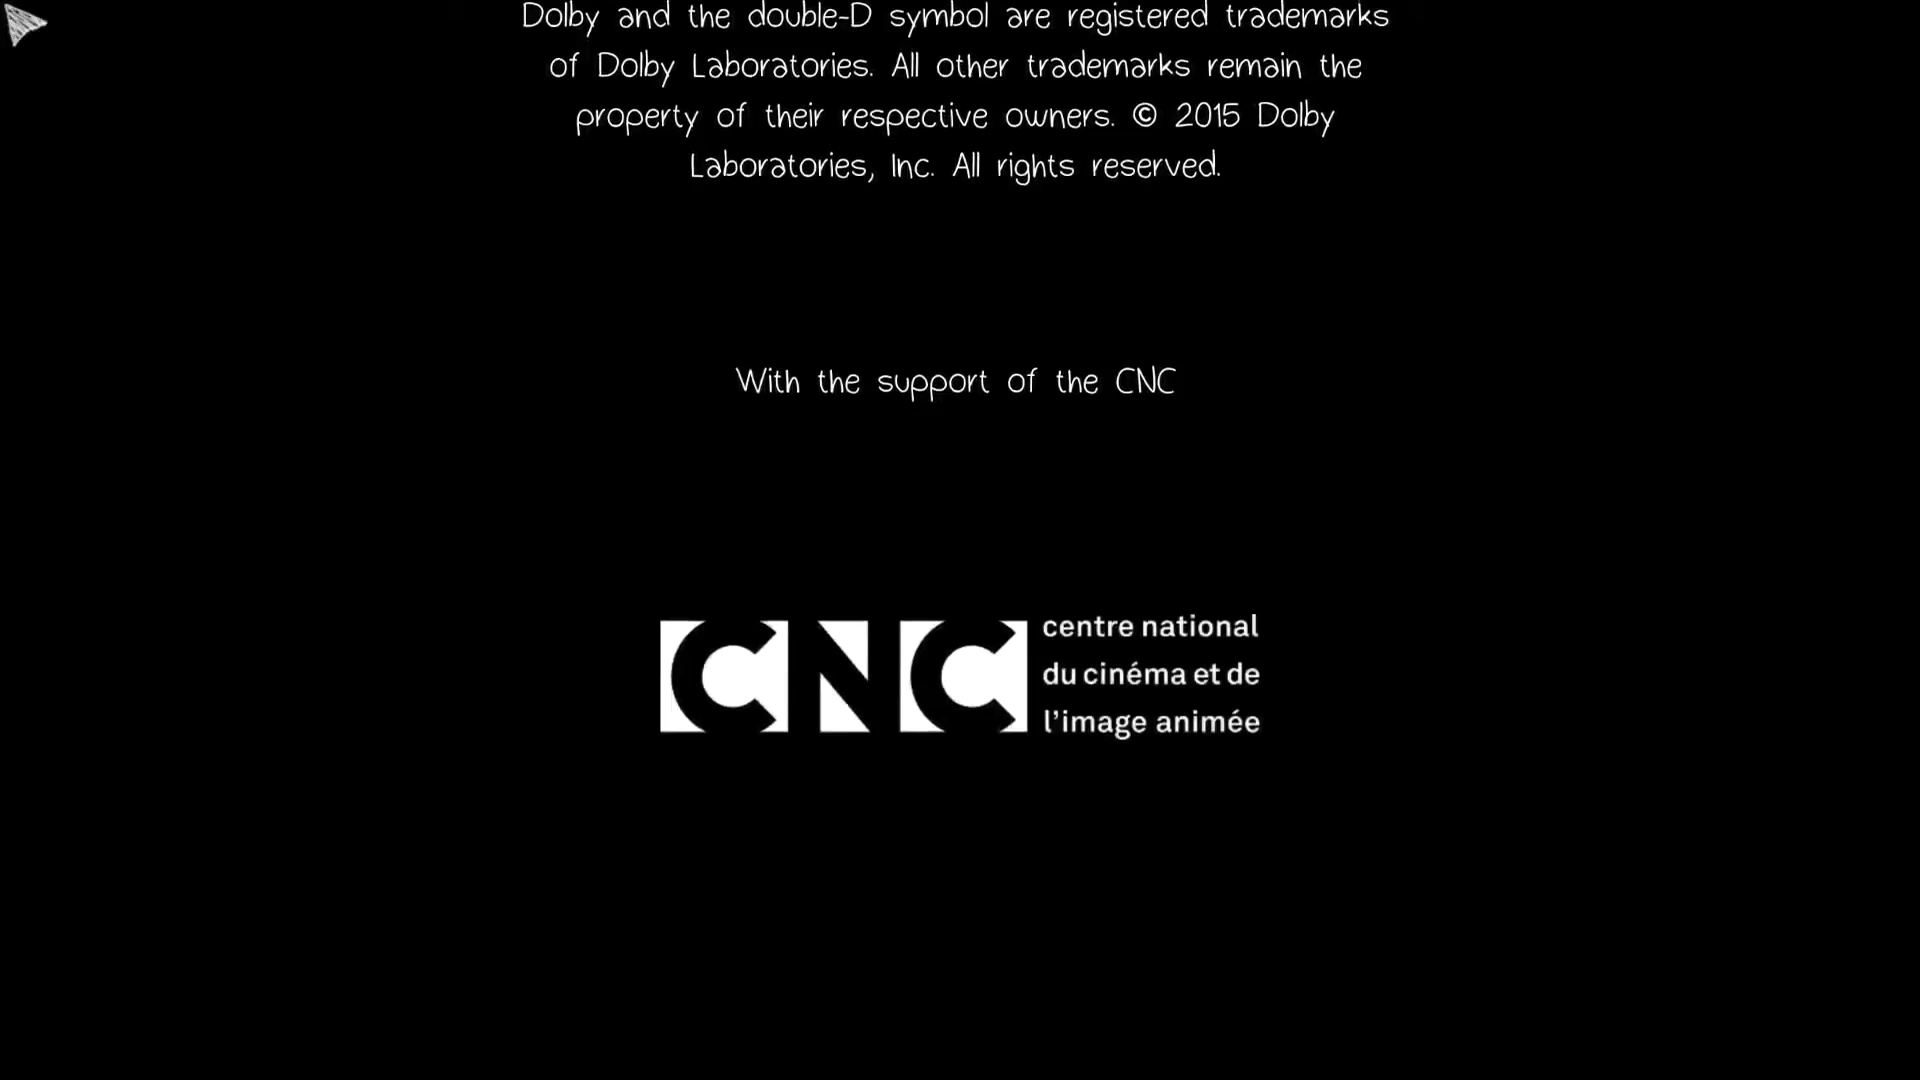 Dolby and the double-D symbol are registered trademarks
of Dolby Laboratories. All other trademarks remain the
property of their respective owners. © 2015 Dolby
Laboratories, Inc. All rights reserved.
With the support of the CNC
CNC
centre national
du cinéma et de
l'image animée